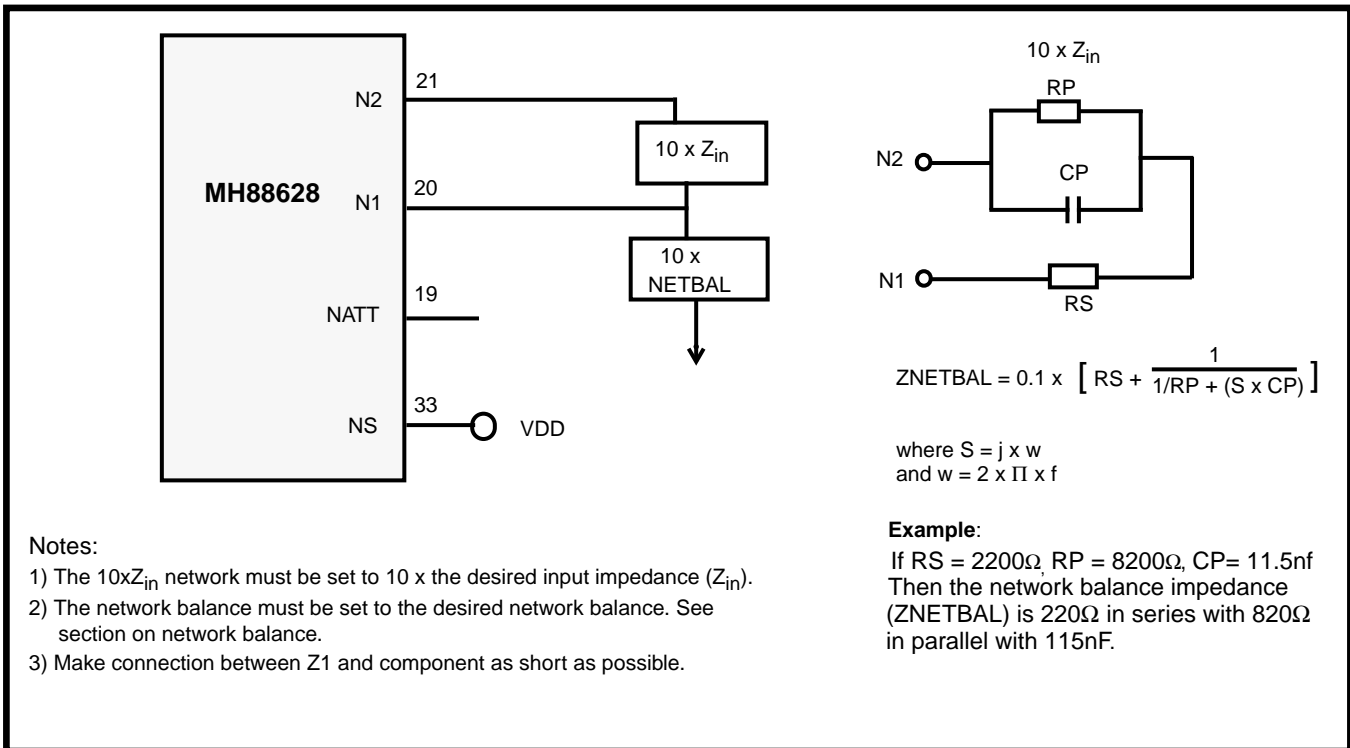 MH88628
N2
21
N1
20
NATT
19
NS
33
VDD
10 x Zin
10 x
NETBAL
10 x Zin
RP
N2
CP
N1
RS
ZNETBAL = 0.1 x [ RS + 1 / 1/RP + (S x CP) ]
where S = j x w
and w = 2 x Π x f
Notes:
1) The 10xZin network must be set to 10 x the desired input impedance (Zin).
2) The network balance must be set to the desired network balance. See
section on network balance.
3) Make connection between Z1 and component as short as possible.
Example:
If RS = 2200Ω, RP = 8200Ω, CP= 11.5nf
Then the network balance impedance
(ZNETBAL) is 220Ω in series with 820Ω
in parallel with 115nF.